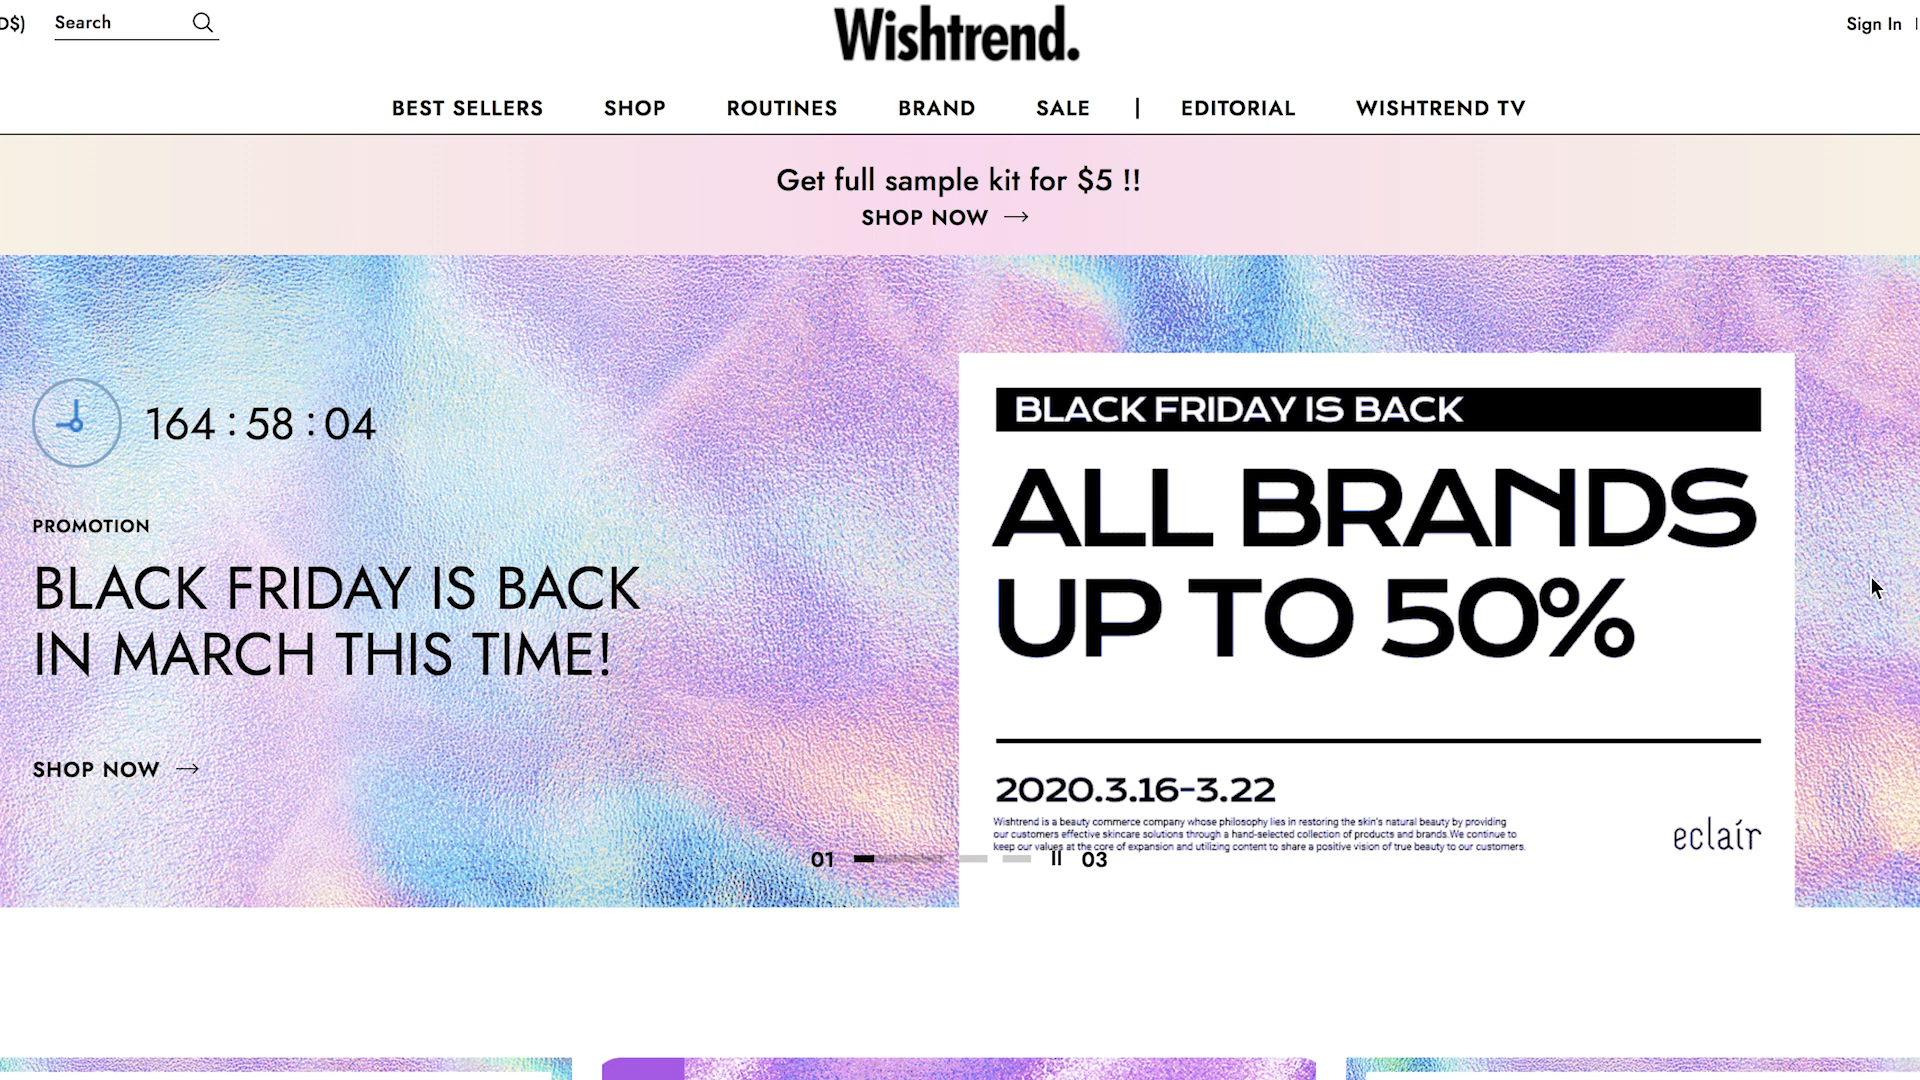 D$)
Search
Wishtrend.
Sign In
BEST SELLERS SHOP ROUTINES BRAND SALE | EDITORIAL WISHTREND TV
Get full sample kit for $5 !!
SHOP NOW →
164 : 58 : 04
PROMOTION
BLACK FRIDAY IS BACK
IN MARCH THIS TIME!
SHOP NOW →
BLACK FRIDAY IS BACK
ALL BRANDS
UP TO 50%
2020.3.16-3.22
Wishtrend is a beauty commerce company whose philosophy lies in restoring the skin's natural beauty by providing
our customers effective skincare solutions through a hand-selected collection of products and brands.We continue to
keep our values at the core of expansion and utilizing content to share a positive vision of true beauty to our customers.
eclaír
01 03